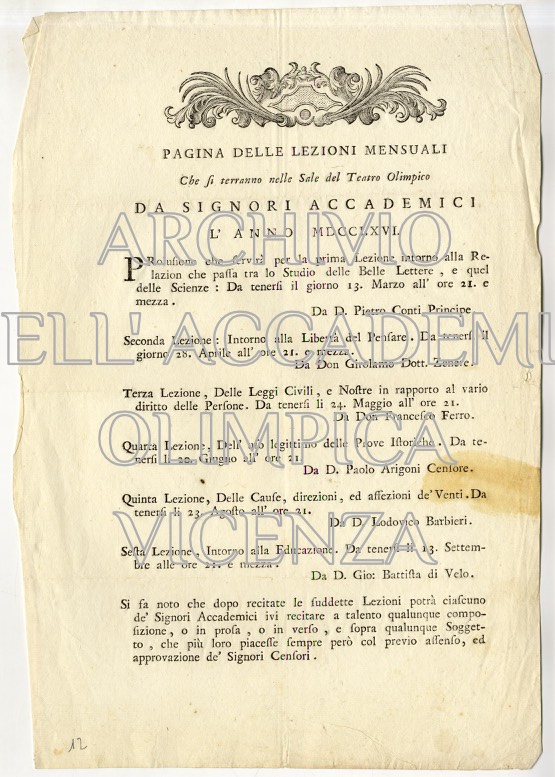 PAGINA DELLE LEZIONI MENSUALI
Che si terranno nelle Sale del Teatro Olimpico
DA SIGNORI ACCADEMICI
L'ANNO MDCCLXVI.
PRolusione che servirà per la prima Lezione intorno alla Re-
lazion che passa tra lo Studio delle Belle Lettere, e quel
delle Scienze: Da tenersi il giorno 13. Marzo all' ore 21. e
mezza.
Da D. Pietro Conti Principe.
Seconda Lezione: Intorno alla Libertà del Pensare. Da tenersi il
giorno 28. Aprile all' ore 21. e mezza.
Da Don Girolamo Dott. Zenere.
Terza Lezione, Delle Leggi Civili, e Nostre in rapporto al vario
diritto delle Persone. Da tenersi li 24. Maggio all' ore 21.
Da Don Francesco Ferro.
Quarta Lezione. Dell' uso legittimo delle Prove Istoriche. Da te-
nersi li 20. Giugno all' ore 21.
Da D. Paolo Arigoni Censore.
Quinta Lezione, Delle Cause, direzioni, ed assezioni de' Venti. Da
tenersi li 23. Agosto all' ore 21.
Da D. Lodovico Barbieri.
Sesta Lezione, Intorno alla Educazione. Da tenersi li 13. Settem-
bre alle ore 21. e mezza.
Da D. Gio: Battista di Velo.
Si fa noto che dopo recitate le suddette Lezioni potrà ciascuno
de' Signori Accademici ivi recitare a talento qualunque compo-
sizione, o in prosa, o in verso, e sopra qualunque Sogget-
to, che più loro piacesse sempre però col previo assenso, ed
approvazione de' Signori Censori.
12
ARCHIVIO
ELL' ACCADEMI
OLIMPICA
VICENZA